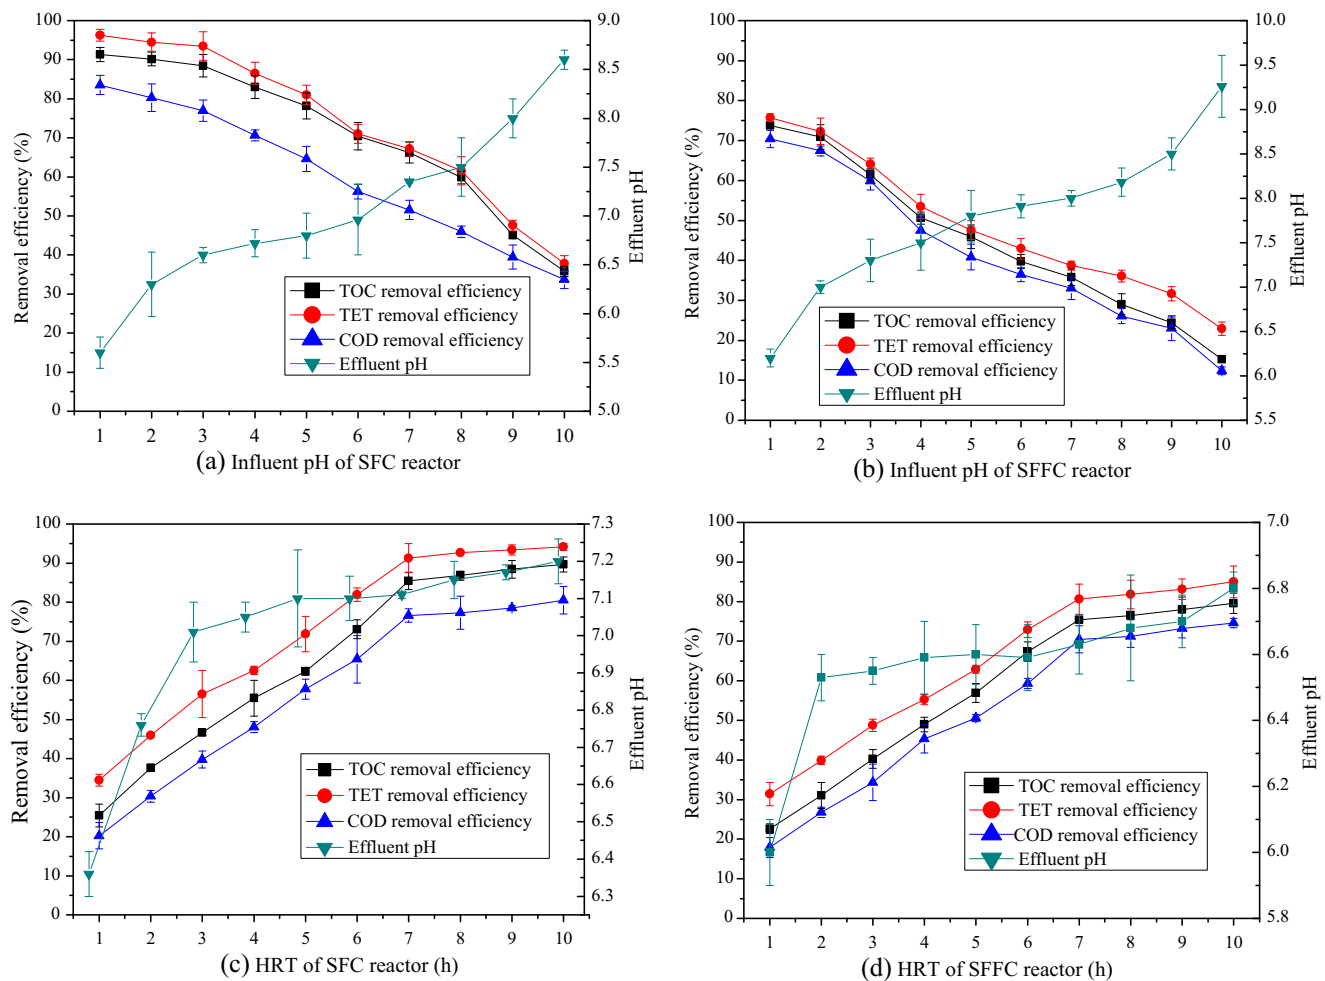 100
90
80
70
60
50
40
30
20
10
0
Removal efficiency (%)
9.0
8.5
8.0
7.5
7.0
6.5
6.0
5.5
5.0
Effluent pH
TOC removal efficiency
TET removal efficiency
COD removal efficiency
Effluent pH
1 2 3 4 5 6 7 8 9 10
(a) Influent pH of SFC reactor
100
90
80
70
60
50
40
30
20
10
0
Removal efficiency (%)
10.0
9.5
9.0
8.5
8.0
7.5
7.0
6.5
6.0
5.5
Effluent pH
TOC removal efficiency
TET removal efficiency
COD removal efficiency
Effluent pH
1 2 3 4 5 6 7 8 9 10
(b) Influent pH of SFFC reactor
100
90
80
70
60
50
40
30
20
10
0
Removal efficiency (%)
7.3
7.2
7.1
7.0
6.8
6.7
6.6
6.5
6.4
6.3
Effluent pH
TOC removal efficiency
TET removal efficiency
COD removal efficiency
Effluent pH
1 2 3 4 5 6 7 8 9 10
(c) HRT of SFC reactor (h)
100
90
80
70
60
50
40
30
20
10
0
Removal efficiency (%)
7.0
6.8
6.6
6.4
6.2
6.0
5.8
Effluent pH
TOC removal efficiency
TET removal efficiency
COD removal efficiency
Effluent pH
1 2 3 4 5 6 7 8 9 10
(d) HRT of SFFC reactor (h)